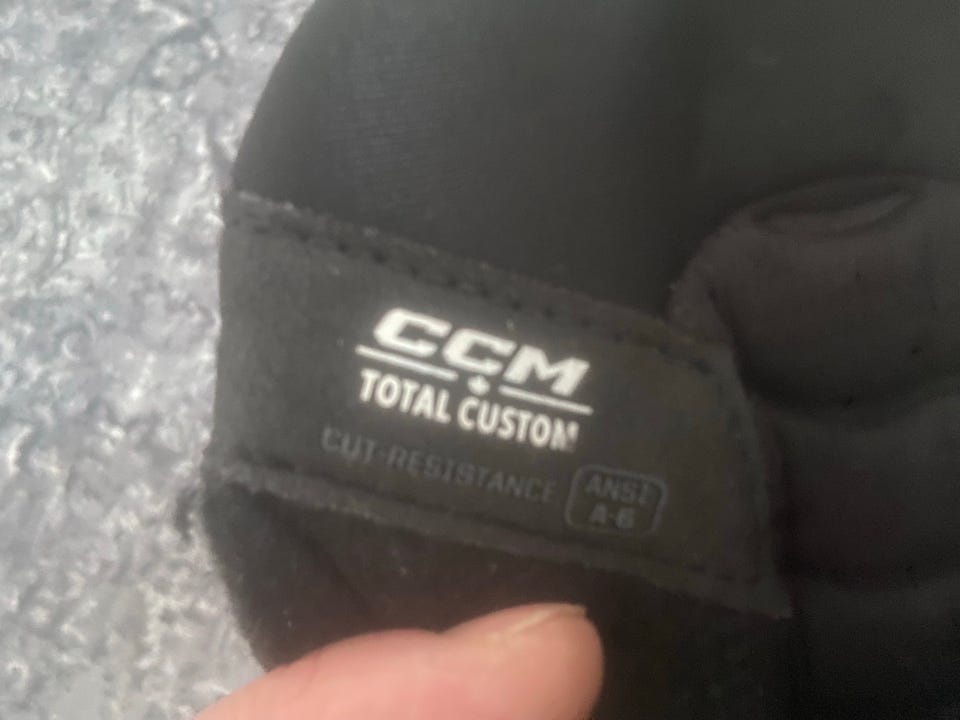 CCM
TOTAL CUSTOM
CUT-RESISTANCE
ANSI
A-6